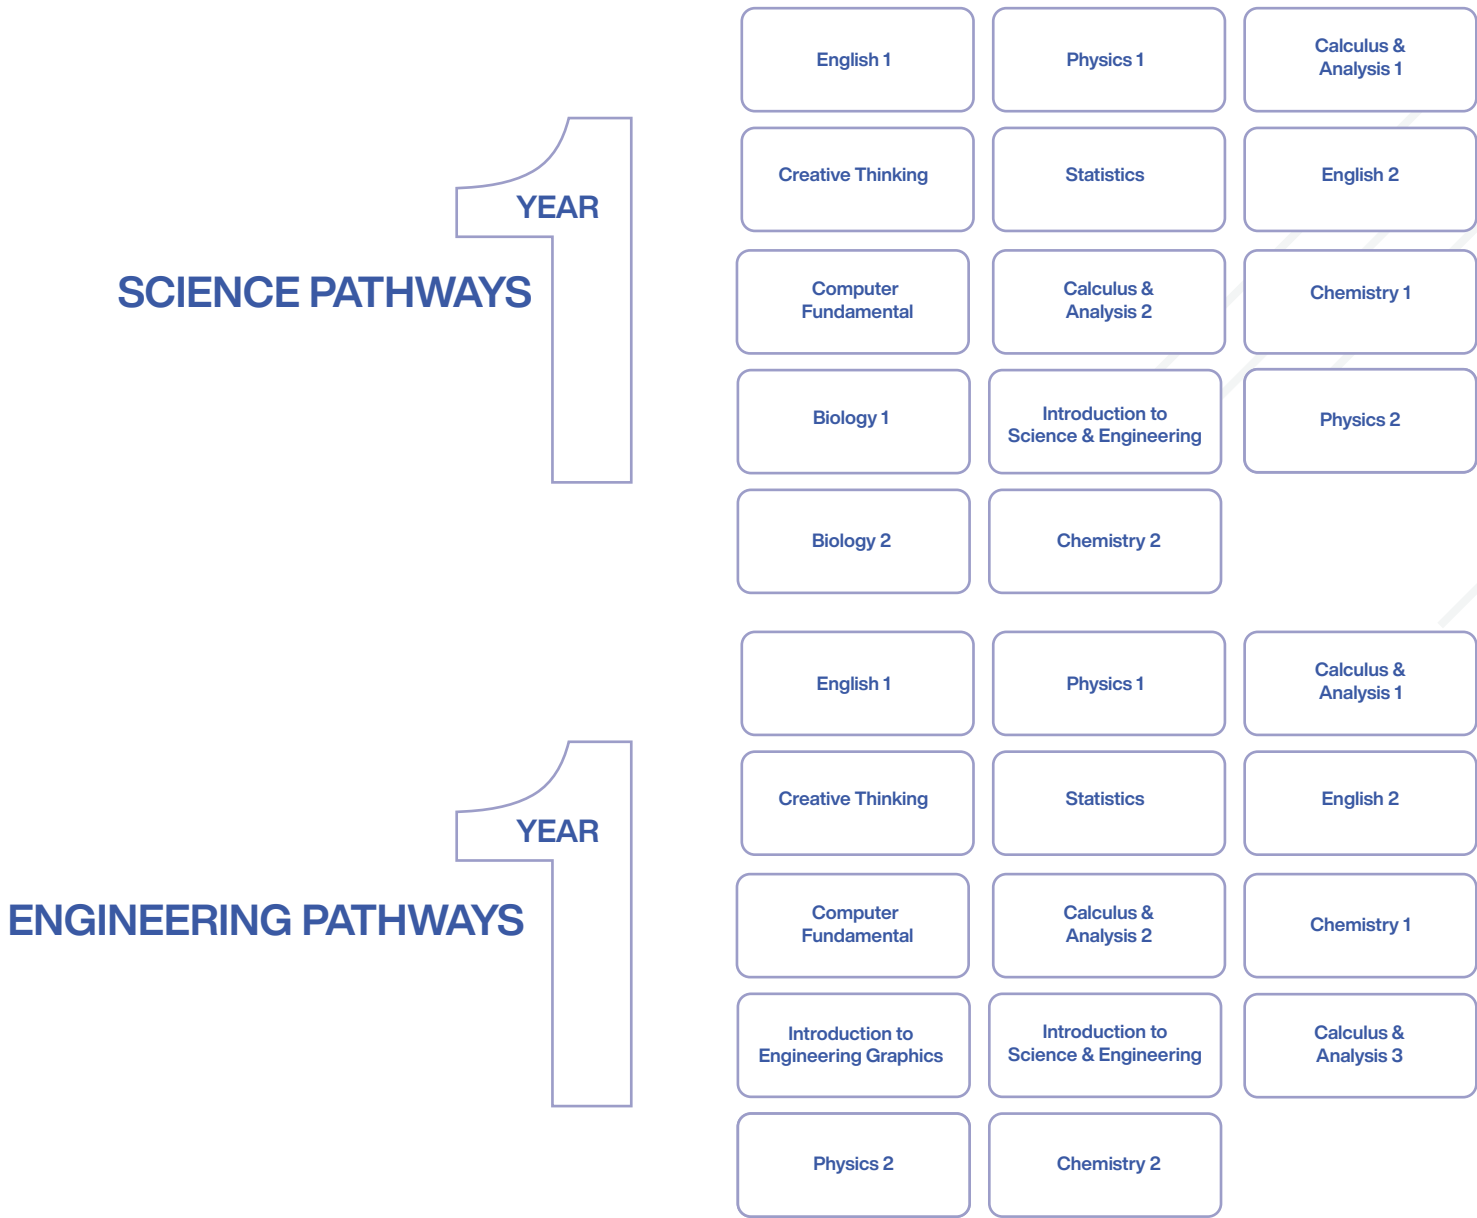 YEAR
1
SCIENCE PATHWAYS
English 1
Physics 1
Calculus &
Analysis 1
Creative Thinking
Statistics
English 2
Computer
Fundamental
Calculus &
Analysis 2
Chemistry 1
Biology 1
Introduction to
Science & Engineering
Physics 2
Biology 2
Chemistry 2
YEAR
1
ENGINEERING PATHWAYS
English 1
Physics 1
Calculus &
Analysis 1
Creative Thinking
Statistics
English 2
Computer
Fundamental
Calculus &
Analysis 2
Chemistry 1
Introduction to
Engineering Graphics
Introduction to
Science & Engineering
Calculus &
Analysis 3
Physics 2
Chemistry 2